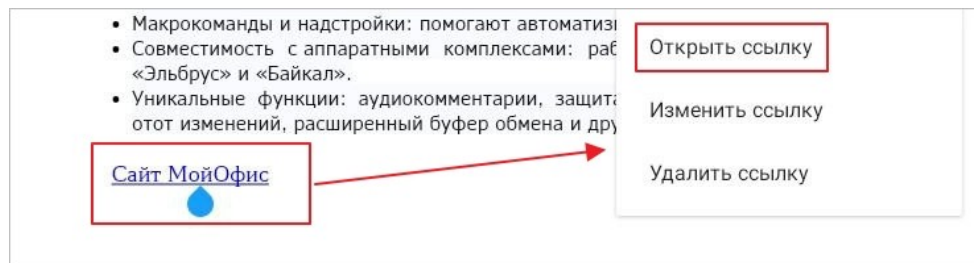 • Макрокоманды и надстройки: помогают автоматиз
• Совместимость с аппаратными комплексами: раб
«Эльбрус» и «Байкал».
• Уникальные функции: аудиокомментарии, защита
отот изменений, расширенный буфер обмена и дру
Сайт МойОфис
Открыть ссылку
Изменить ссылку
Удалить ссылку